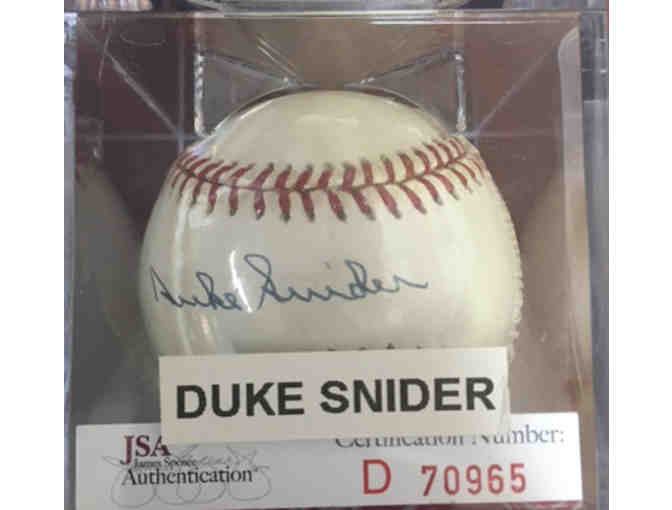 Duke Snider
DUKE SNIDER
JSA
James Spence
Authentication
Certification Number:
D 70965